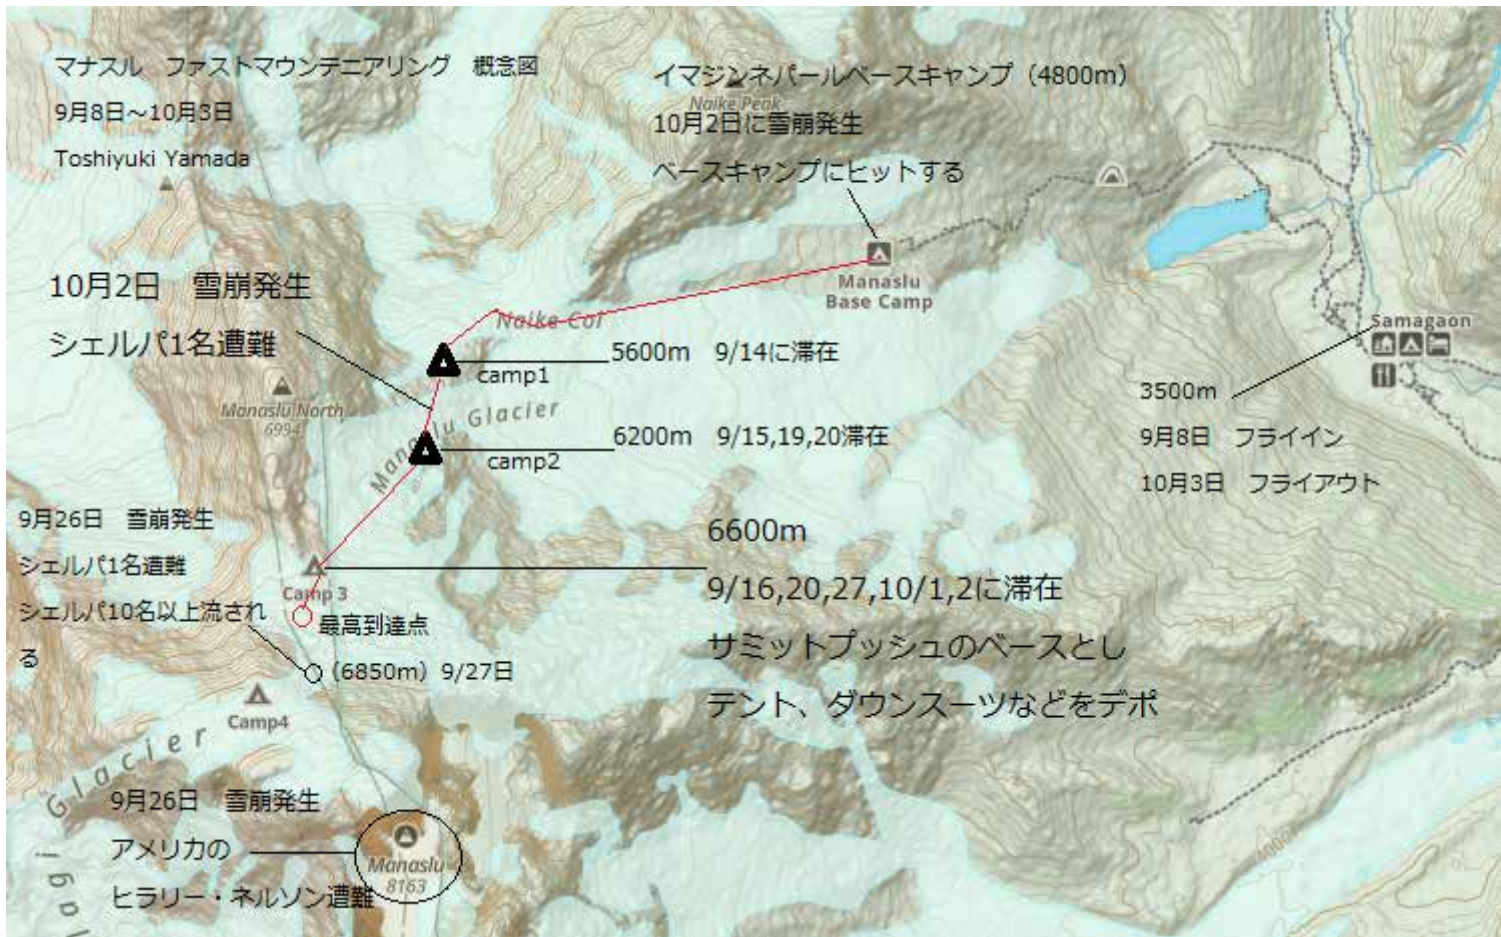 マナスル　ファストマウンテニアリング　概念図
9月8日～10月3日
Toshiyuki Yamada
イマジンネパールベースキャンプ（4800m）
Naike Peak
10月2日に雪崩発生
ベースキャンプにヒットする
Manaslu
Base Camp
10月2日　雪崩発生
シェルパ1名遭難
Naike Col
camp1
5600m　9/14に滞在
Manaslu North
6994
Manaslu Glacier
camp2
6200m　9/15,19,20滞在
Samagaon
3500m
9月8日　フライイン
10月3日　フライアウト
9月26日　雪崩発生
シェルパ1名遭難
シェルパ10名以上流され
る
Camp 3
最高到達点
(6850m）9/27日
6600m
9/16,20,27,10/1,2に滞在
サミットプッシュのベースとし
テント、ダウンスーツなどをデポ
Camp4
Glacier
9月26日　雪崩発生
アメリカの
ヒラリー・ネルソン遭難
Manaslu
8163
4000